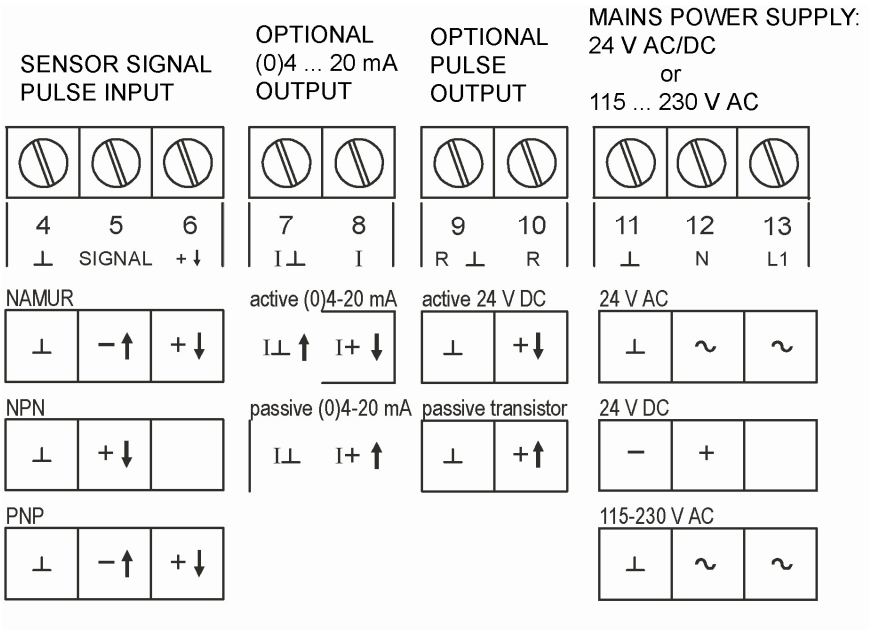 SENSOR SIGNAL
PULSE INPUT
OPTIONAL
(0)4 ... 20 mA
OUTPUT
OPTIONAL
PULSE
OUTPUT
MAINS POWER SUPPLY:
24 V AC/DC
or
115 ... 230 V AC
4 5 6
⊥ SIGNAL +↓
7 8
I⊥ I
9 10
R ⊥ R
11 12 13
⊥ N L1
NAMUR
⊥ −↑ +↓
active (0)4-20 mA
I⊥↑ I+↓
active 24 V DC
⊥ +↓
24 V AC
⊥ ~ ~
NPN
⊥ +↓
passive (0)4-20 mA
I⊥ I+↑
passive transistor
⊥ +↑
24 V DC
− +
PNP
⊥ −↑ +↓
115-230 V AC
⊥ ~ ~